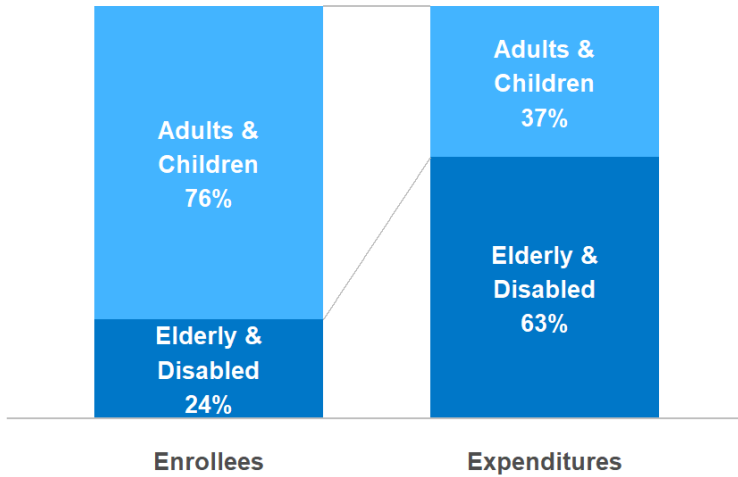 Adults &
Children
76%
Elderly &
Disabled
24%
Adults &
Children
37%
Elderly &
Disabled
63%
Enrollees
Expenditures